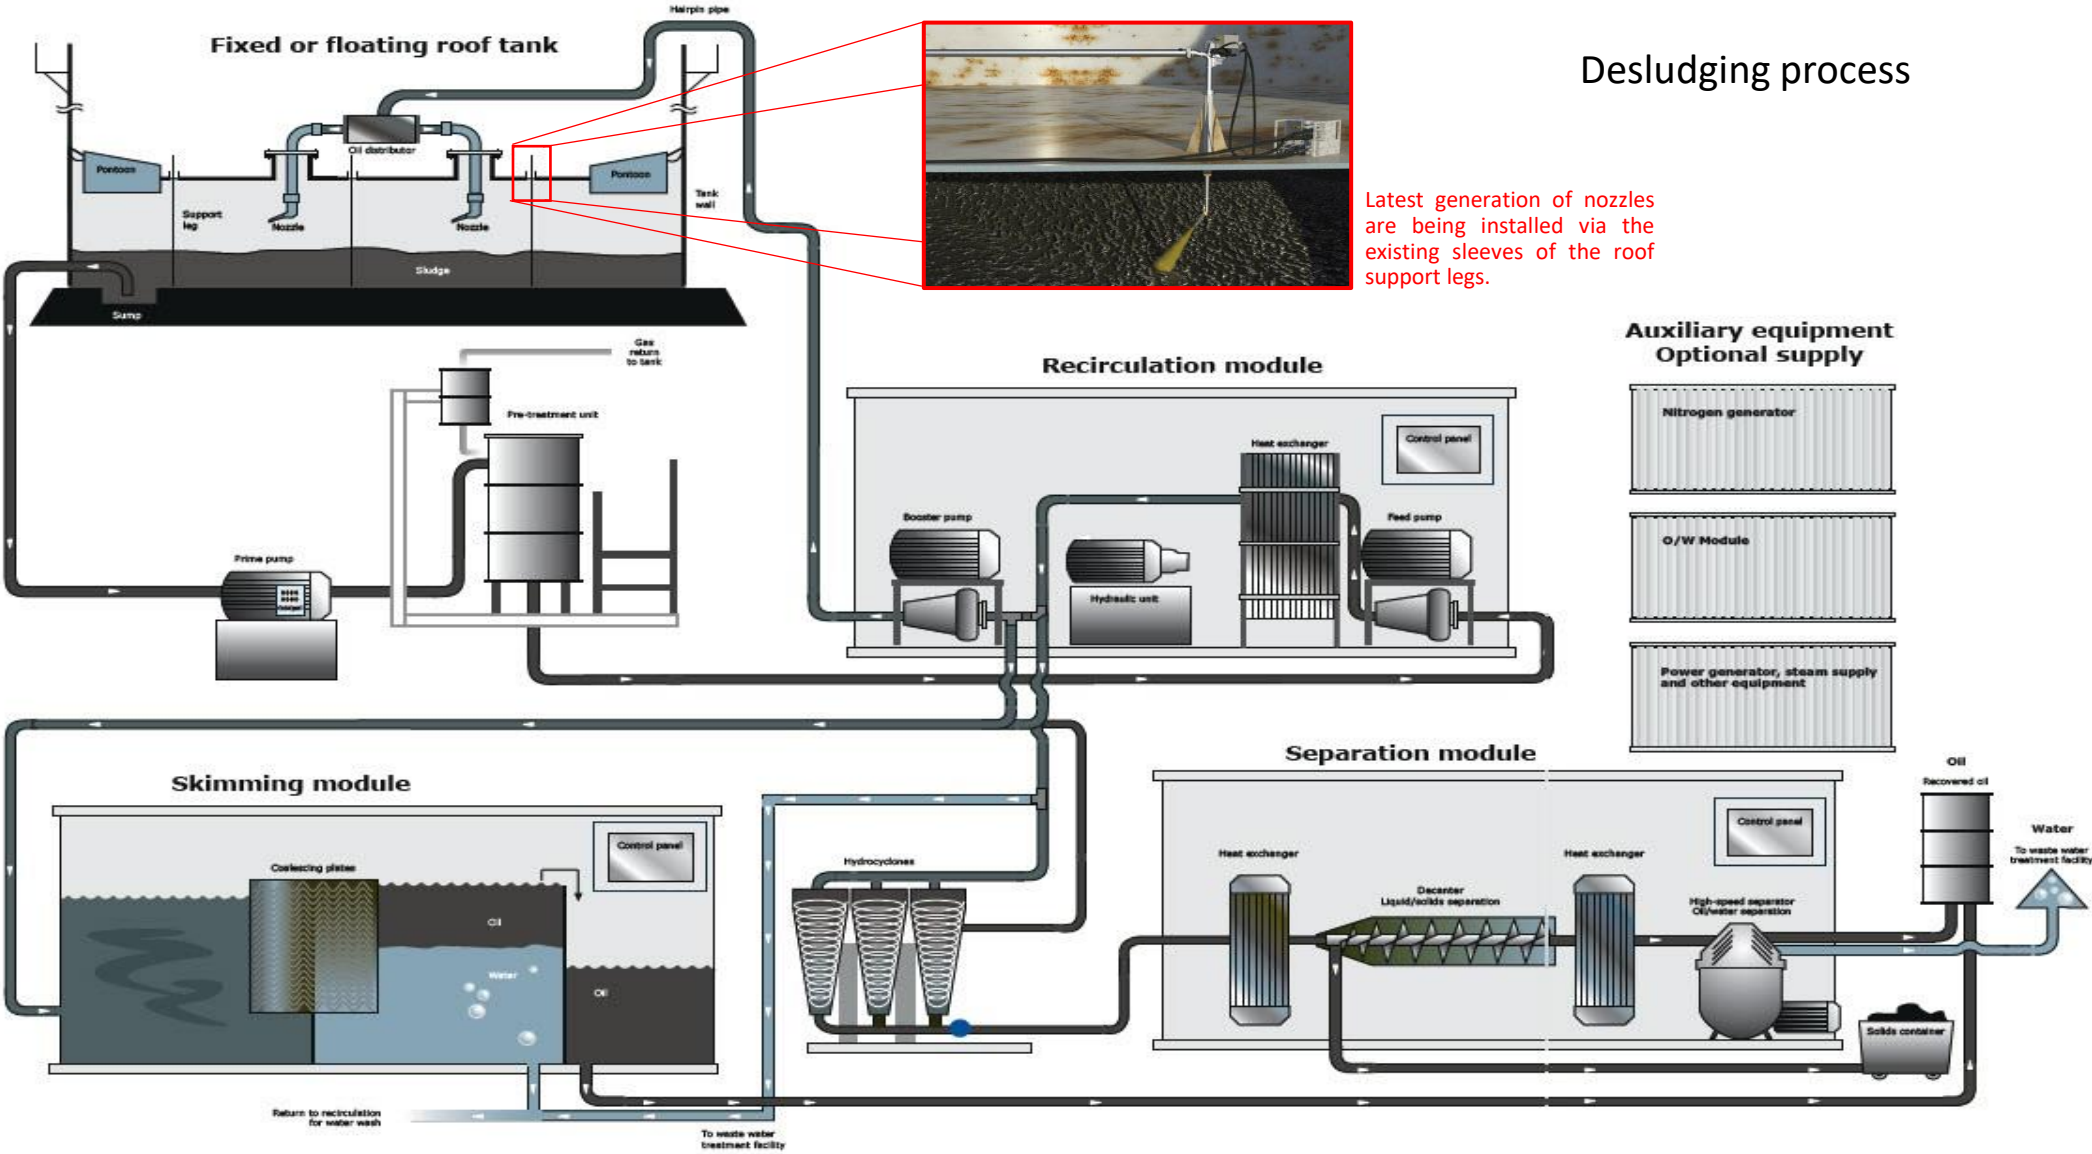 Hairpin pipe
Fixed or floating roof tank
Desludging process
Oil distributor
Pontoon
Pontoon
Tank
wall
Support
leg
Nozzle
Nozzle
Sludge
Sump
Latest generation of nozzles
are being installed via the
existing sleeves of the roof
support legs.
Gas
return
to tank
Pre-treatment unit
Prime pump
Recirculation module
Control panel
Heat exchanger
Booster pump
Feed pump
Hydraulic unit
Auxiliary equipment
Optional supply
Nitrogen generator
O/W Module
Power generator, steam supply
and other equipment
Skimming module
Control panel
Coalescing plates
Oil
Water
Oil
Return to recirculation
for water wash
To waste water
treatment facility
Hydrocyclones
Separation module
Control panel
Heat exchanger
Heat exchanger
Decanter
Liquid/solids separation
High-speed separator
Oil/water separation
Oil
Recovered oil
Water
To waste water
treatment facility
Solids container